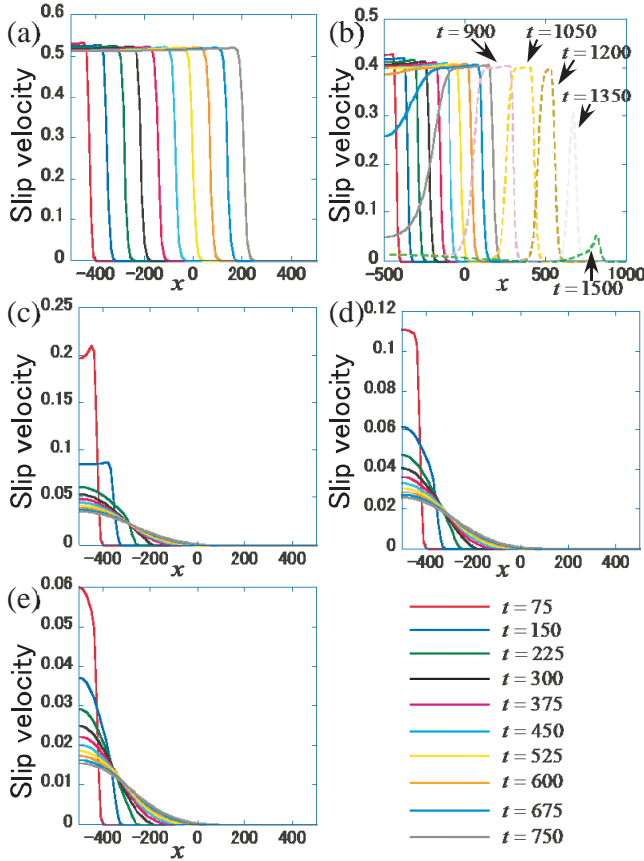 (a)
Slip velocity
0.6
0.5
0.4
0.3
0.2
0.1
0
−400 −200 0 200 400
x
(b)
Slip velocity
0.5
0.4
0.3
0.2
0.1
0
−500 0 500 1000
x
t = 900
t = 1050
t = 1200
t = 1350
t = 1500
(c)
Slip velocity
0.25
0.2
0.15
0.1
0.05
0
−400 −200 0 200 400
x
(d)
Slip velocity
0.12
0.10
0.08
0.06
0.04
0.02
0
−400 −200 0 200 400
x
(e)
Slip velocity
0.06
0.05
0.04
0.03
0.02
0.01
0
−400 −200 0 200 400
x
t = 75
t = 150
t = 225
t = 300
t = 375
t = 450
t = 525
t = 600
t = 675
t = 750